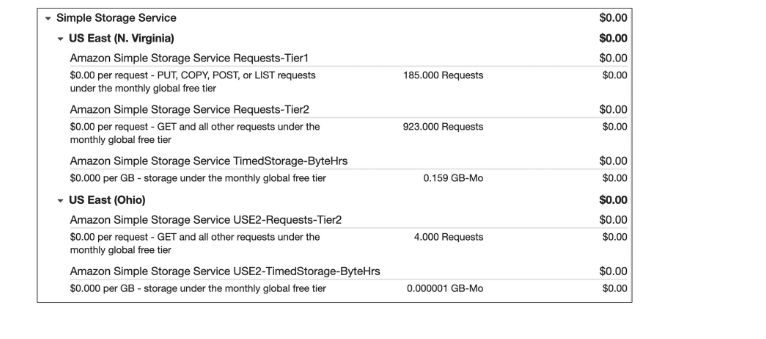 Simple Storage Service $0.00
US East (N. Virginia) $0.00
Amazon Simple Storage Service Requests-Tier1 $0.00
$0.00 per request - PUT, COPY, POST, or LIST requests 185.000 Requests $0.00
under the monthly global free tier
Amazon Simple Storage Service Requests-Tier2 $0.00
$0.00 per request - GET and all other requests under the 923.000 Requests $0.00
monthly global free tier
Amazon Simple Storage Service TimedStorage-ByteHrs $0.00
$0.000 per GB - storage under the monthly global free tier 0.159 GB-Mo $0.00
US East (Ohio) $0.00
Amazon Simple Storage Service USE2-Requests-Tier2 $0.00
$0.00 per request - GET and all other requests under the 4.000 Requests $0.00
monthly global free tier
Amazon Simple Storage Service USE2-TimedStorage-ByteHrs $0.00
$0.000 per GB - storage under the monthly global free tier 0.000001 GB-Mo $0.00